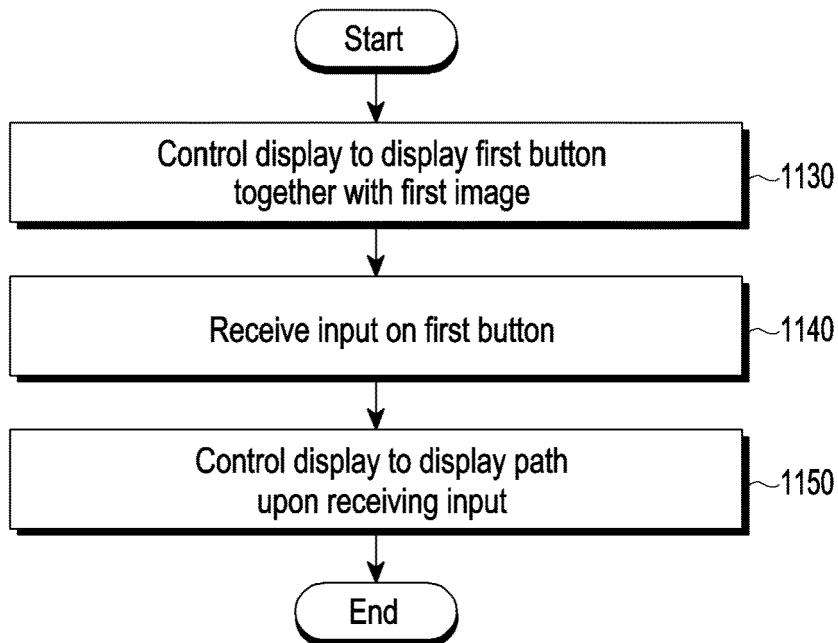 Start
Control display to display first button
together with first image
1130
Receive input on first button
1140
Control display to display path
upon receiving input
1150
End